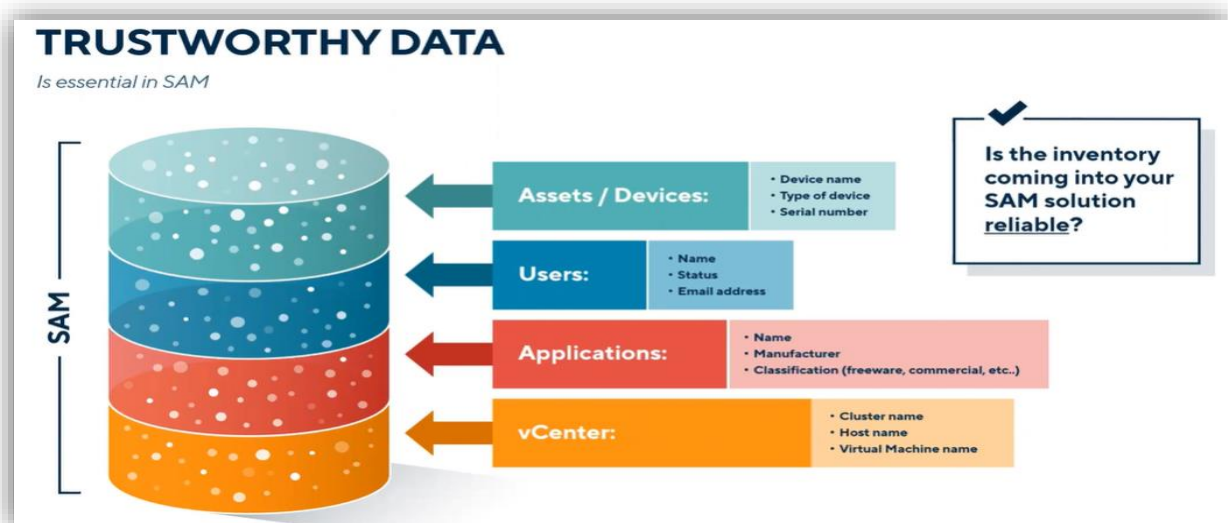 TRUSTWORTHY DATA
Is essential in SAM
SAM
Assets / Devices:
• Device name
• Type of device
• Serial number
Users:
• Name
• Status
• Email address
Applications:
• Name
• Manufacturer
• Classification (freeware, commercial, etc..)
vCenter:
• Cluster name
• Host name
• Virtual Machine name
Is the inventory
coming into your
SAM solution
reliable?